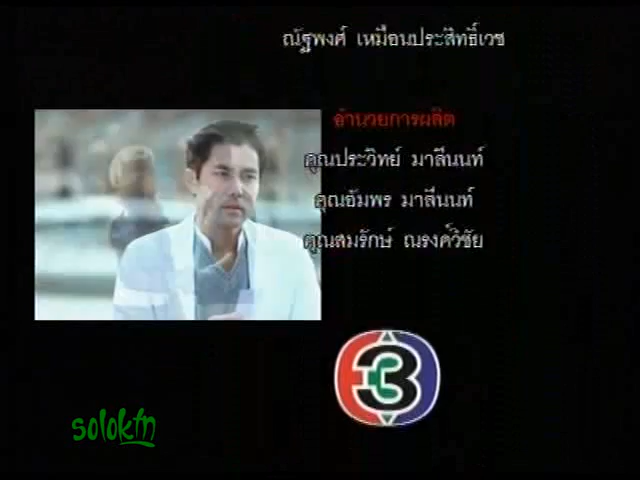 ณัฐพงศ์ เหมือนประสิทธิ์เวช
อำนวยการผลิต
คุณประวิทย์ มาลีนนท์
คุณอัมพร มาลีนนท์
คุณสมรักษ์ ณรงค์วิชัย
3
solokfn